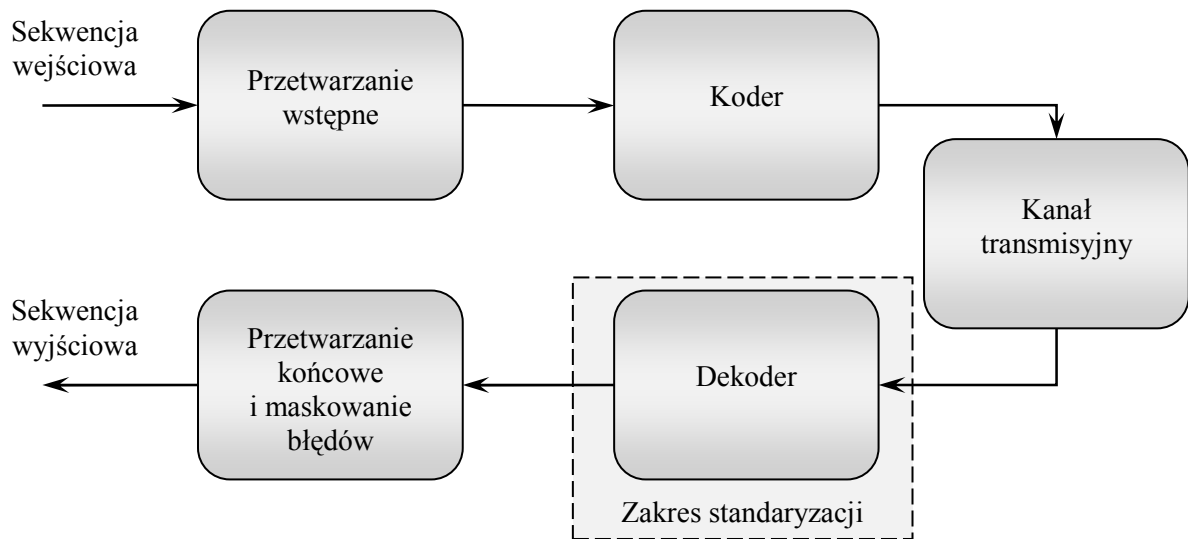 Sekwencja
wejściowa
Przetwarzanie
wstępne
Koder
Kanał
transmisyjny
Sekwencja
wyjściowa
Przetwarzanie
końcowe
i maskowanie
błędów
Dekoder
Zakres standaryzacji